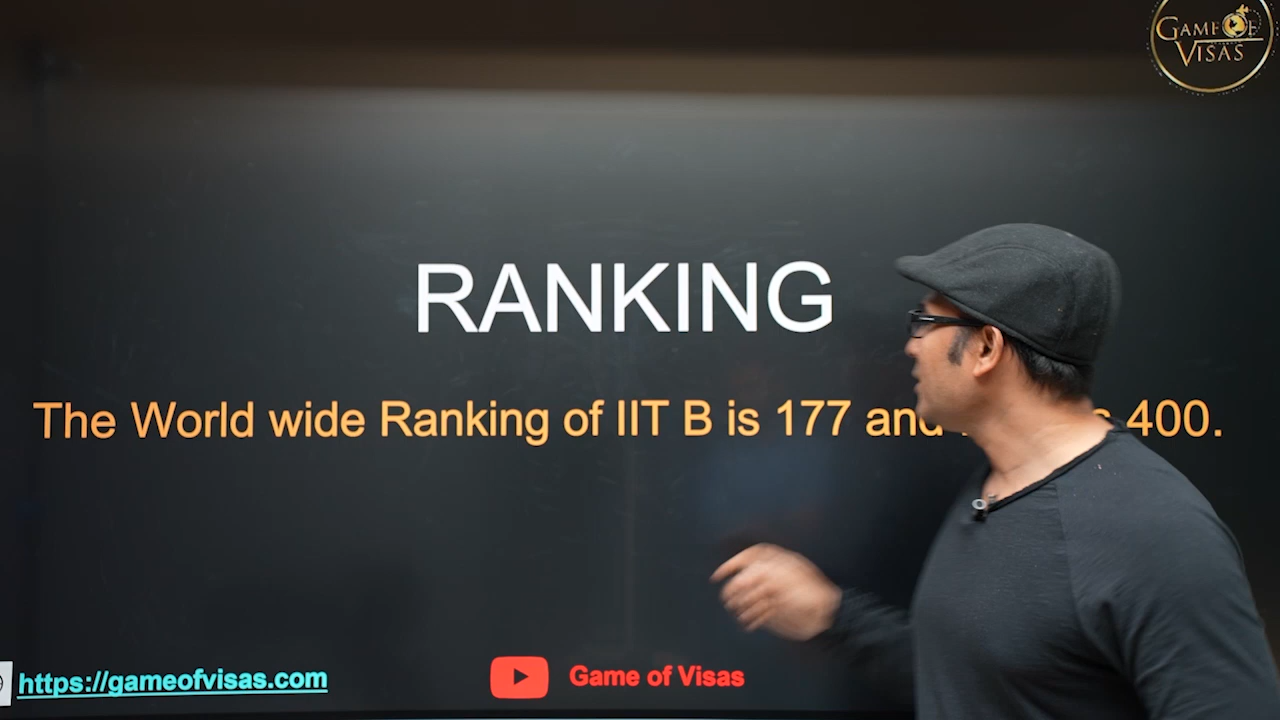 GAME OF
VISAS
RANKING
The World wide Ranking of IIT B is 177 and 400.
https://gameofvisas.com
Game of Visas